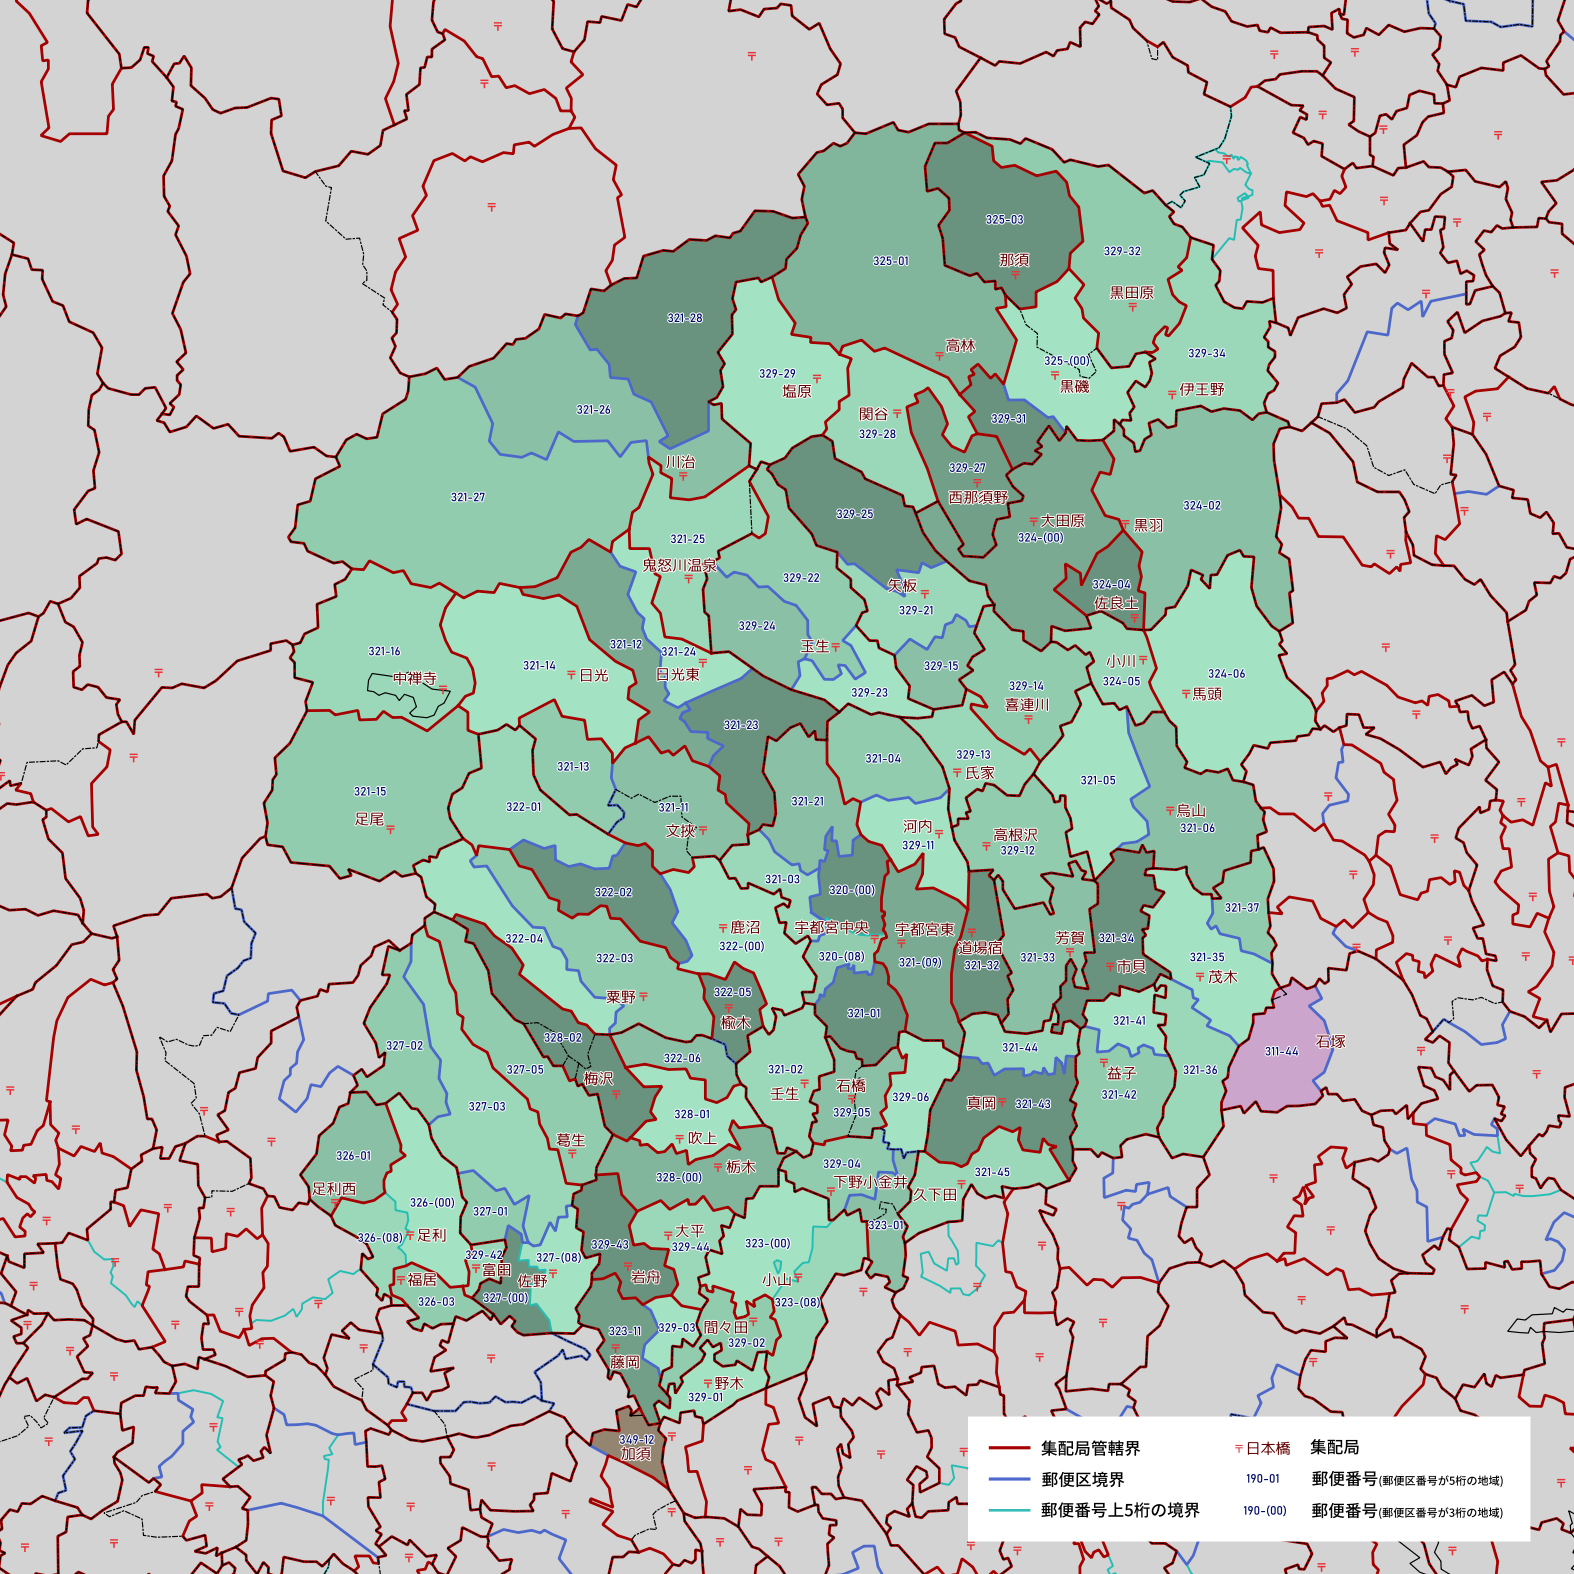 325-03
那須
325-01
329-32
黒田原
321-28
高林
325-(00)
黒磯
329-34
伊王野
329-29
塩原
321-26
関谷
329-28
329-31
川治
329-27
西那須野
321-27
329-25
324-02
大田原
324-(00)
黒羽
321-25
鬼怒川温泉
329-22
矢板
329-21
324-04
佐良土
329-24
玉生
321-16
中禅寺
321-14
日光
321-12
321-24
日光東
329-15
329-23
小川
324-05
324-06
馬頭
329-14
喜連川
321-23
321-13
321-04
329-13
氏家
321-05
321-15
足尾
322-01
321-11
文挾
321-21
河内
329-11
高根沢
329-12
烏山
321-06
322-02
321-03
320-(00)
321-37
鹿沼
322-(00)
宇都宮中央
320-(08)
宇都宮東
321-(09)
道場宿
321-32
芳賀
321-33
321-34
市貝
321-35
茂木
322-04
322-03
粟野
322-05
楡木
321-01
321-41
327-02
328-02
梅沢
322-06
321-44
益子
321-42
321-36
311-44
石塚
327-05
321-02
壬生
石橋
329-05
329-06
真岡
321-43
327-03
328-01
吹上
葛生
326-01
足利西
328-(00)
栃木
329-04
下野小金井
321-45
久下田
326-(00)
足利
326-(08)
327-01
323-01
329-42
富田
327-(08)
佐野
327-(00)
329-43
岩舟
大平
329-44
323-(00)
小山
323-(08)
福居
326-03
323-11
藤岡
329-03
間々田
329-02
野木
329-01
349-12
加須
集配局管轄界
〒日本橋 集配局
郵便区境界
190-01 郵便番号(郵便区番号が5桁の地域)
郵便番号上5桁の境界
190-(00) 郵便番号(郵便区番号が3桁の地域)